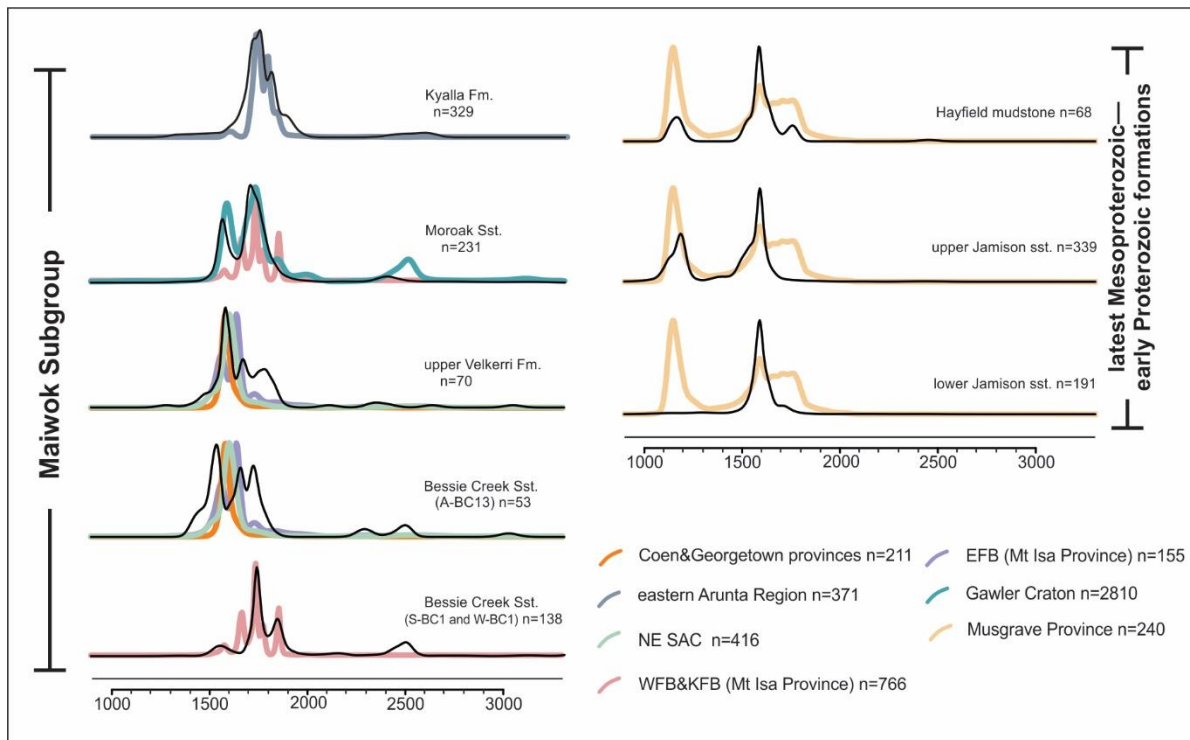 Maiwok Subgroup
Kyalla Fm.
n=329
Moroak Sst.
n=231
upper Velkerri Fm.
n=70
Bessie Creek Sst.
(A-BC13) n=53
Bessie Creek Sst.
(S-BC1 and W-BC1) n=138
1000 1500 2000 2500 3000
Hayfield mudstone n=68
upper Jamison sst. n=339
lower Jamison sst. n=191
1000 1500 2000 2500 3000
latest Mesoproterozoic—
early Proterozoic formations
Coen&Georgetown provinces n=211
eastern Arunta Region n=371
NE SAC n=416
WFB&KFB (Mt Isa Province) n=766
EFB (Mt Isa Province) n=155
Gawler Craton n=2810
Musgrave Province n=240